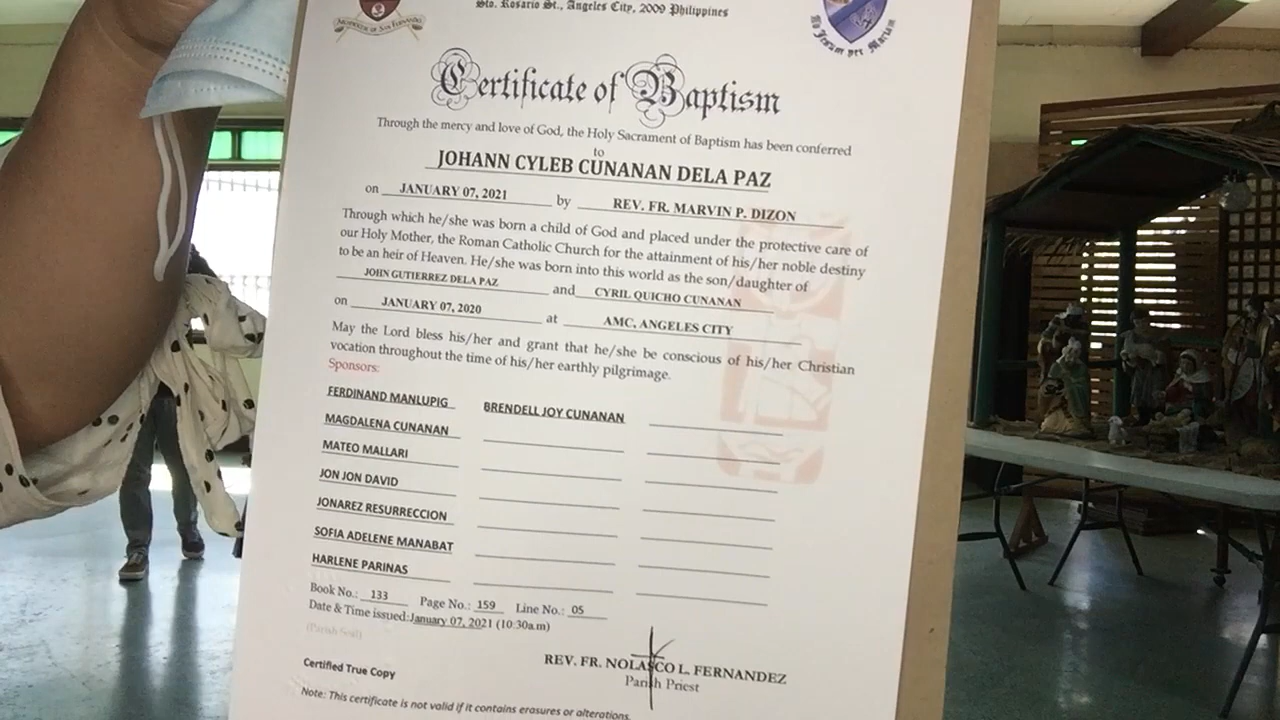 Sto. Rosario St., Angeles City, 2009 Philippines
ARCHDIOCESE OF SAN FERNANDO
Ad Jesum per Mariam
Certificate of Baptism
Through the mercy and love of God, the Holy Sacrament of Baptism has been conferred
to
JOHANN CYLEB CUNANAN DELA PAZ
on JANUARY 07, 2021 by REV. FR. MARVIN P. DIZON
Through which he/she was born a child of God and placed under the protective care of
our Holy Mother, the Roman Catholic Church for the attainment of his/her noble destiny
to be an heir of Heaven. He/she was born into this world as the son/daughter of
JOHN GUTIERREZ DELA PAZ and CYRIL QUICHO CUNANAN
on JANUARY 07, 2020 at AMC, ANGELES CITY
May the Lord bless his/her and grant that he/she be conscious of his/her Christian
vocation throughout the time of his/her earthly pilgrimage.
Sponsors:
FERDINAND MANLUPIG BRENDELL JOY CUNANAN
MAGDALENA CUNANAN
MATEO MALLARI
JON JON DAVID
JONAREZ RESURRECCION
SOFIA ADELENE MANABAT
HARLENE PARINAS
Book No.: 133 Page No.: 159 Line No.: 05
Date & Time issued:January 07, 2021 (10:30a.m)
(Parish Seal)
REV. FR. NOLASCO L. FERNANDEZ
Parish Priest
Certified True Copy
Note: This certificate is not valid if it contains erasures or alterations.